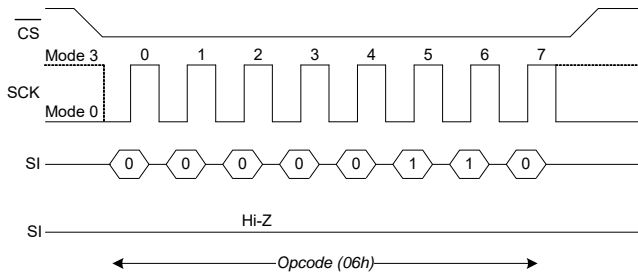 CS
Mode 3 0 1 2 3 4 5 6 7
SCK
Mode 0
SI 0 0 0 0 0 1 1 0
Hi-Z
SI
Opcode (06h)